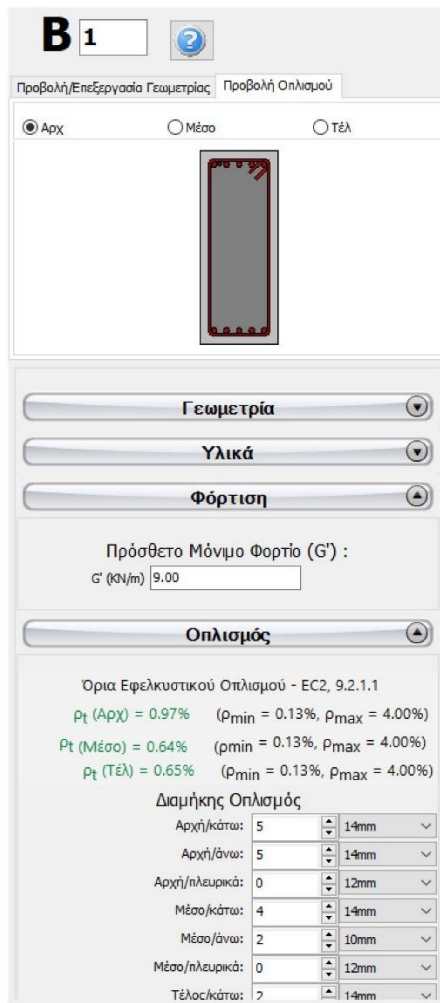 B 1
Προβολή/Επεξεργασία Γεωμετρίας Προβολή Οπλισμού
Αρχ Μέσο Τέλ
Γεωμετρία
Υλικά
Φόρτιση
Πρόσθετο Μόνιμο Φορτίο (G') :
G' (KN/m) 9.00
Οπλισμός
Όρια Εφελκυστικού Οπλισμού - EC2, 9.2.1.1
ρt (Αρχ) = 0.97% (ρmin = 0.13%, ρmax = 4.00%)
ρt (Μέσο) = 0.64% (ρmin = 0.13%, ρmax = 4.00%)
ρt (Τέλ) = 0.65% (ρmin = 0.13%, ρmax = 4.00%)
Διαμήκης Οπλισμός
Αρχή/κάτω: 5 14mm
Αρχή/άνω: 5 14mm
Αρχή/πλευρικά: 0 12mm
Μέσο/κάτω: 4 14mm
Μέσο/άνω: 2 10mm
Μέσο/πλευρικά: 0 12mm
Τέλος/κάτω: 2 14mm